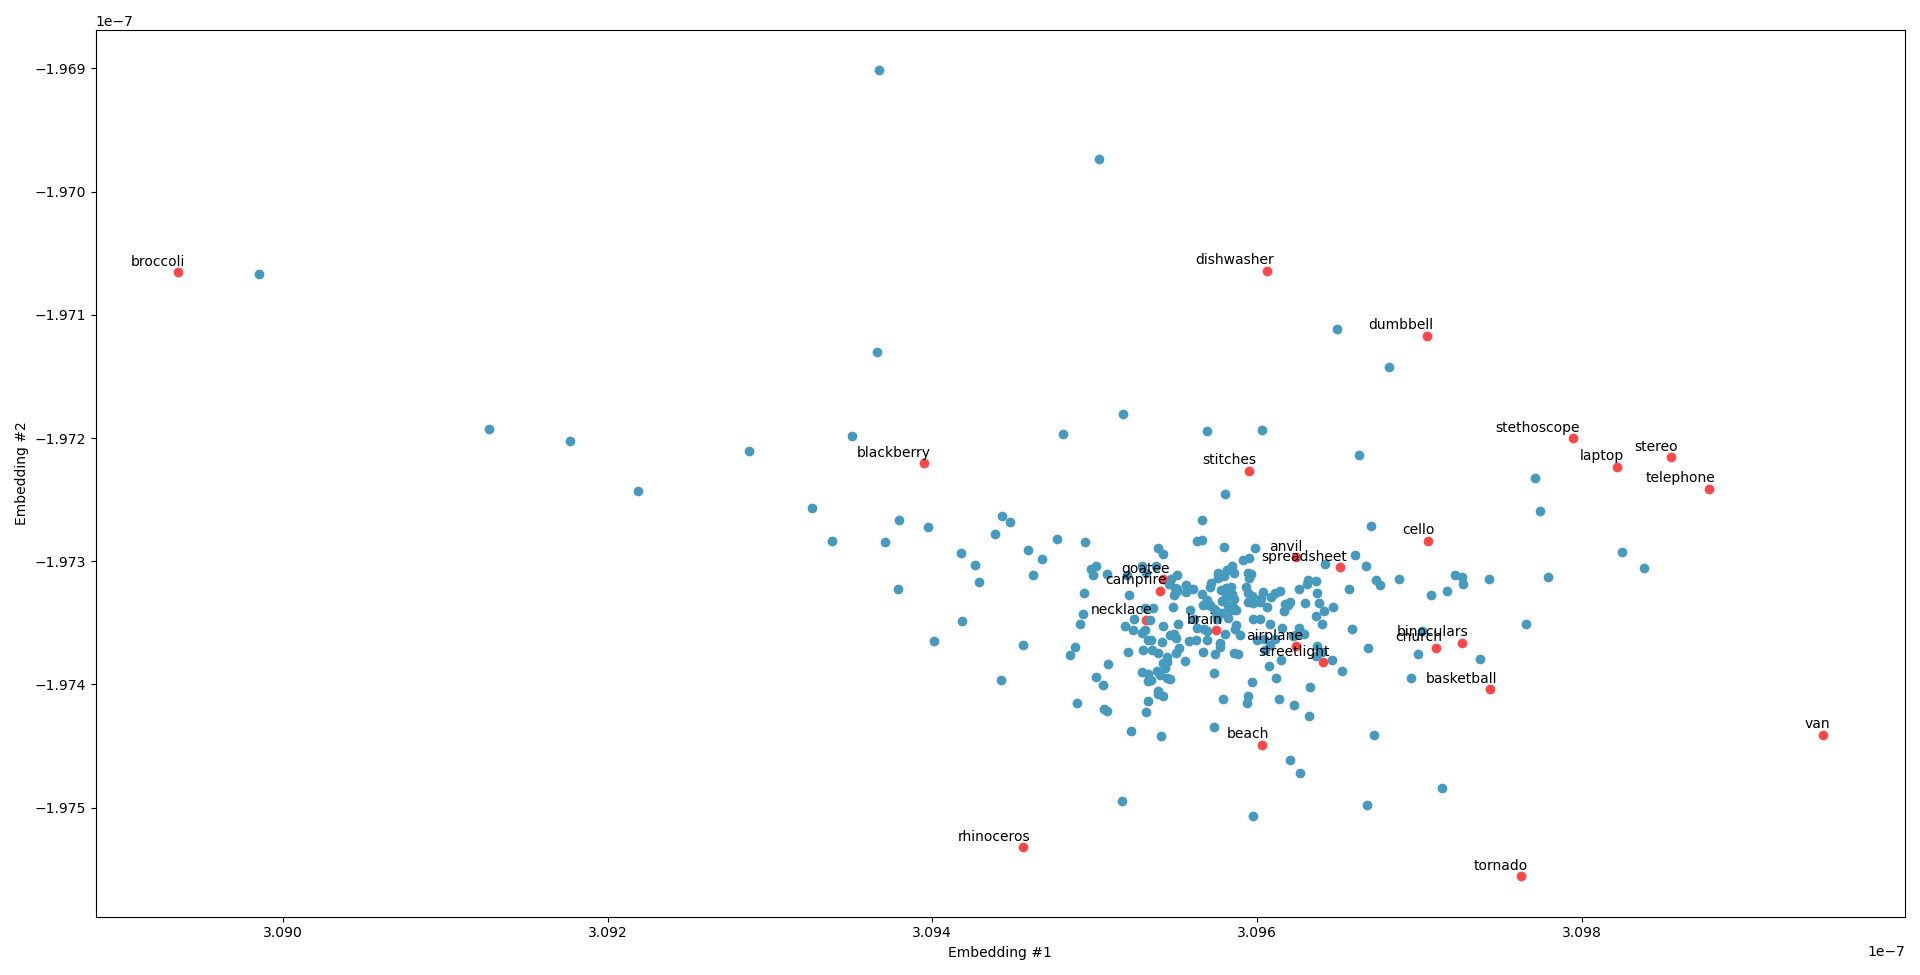 1e−7
−1.969
−1.970
broccoli
dishwasher
−1.971
dumbbell
−1.972
stethoscope
blackberry
stitches
stereo
laptop
telephone
Embedding #2
cello
anvil
−1.973
spreadsheet
goatee
campfire
necklace
brain
airplane
binoculars
church
streetlight
−1.974
basketball
van
beach
−1.975
rhinoceros
tornado
3.090
3.092
3.094
3.096
3.098
Embedding #1
1e−7